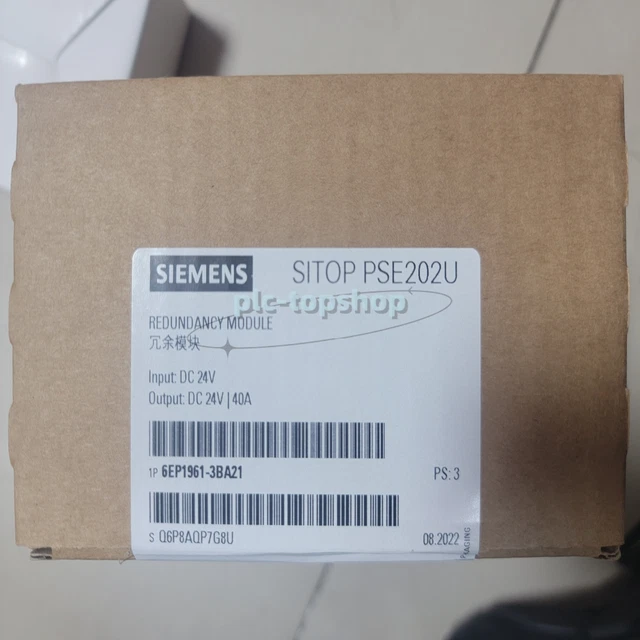 SIEMENS SITOP PSE202U
plc-topshop
REDUNDANCY MODULE
冗余模块
Input: DC 24V
Output: DC 24V | 40A
1P 6EP1961-3BA21 PS: 3
S Q6P8AQP7G8U 08.2022